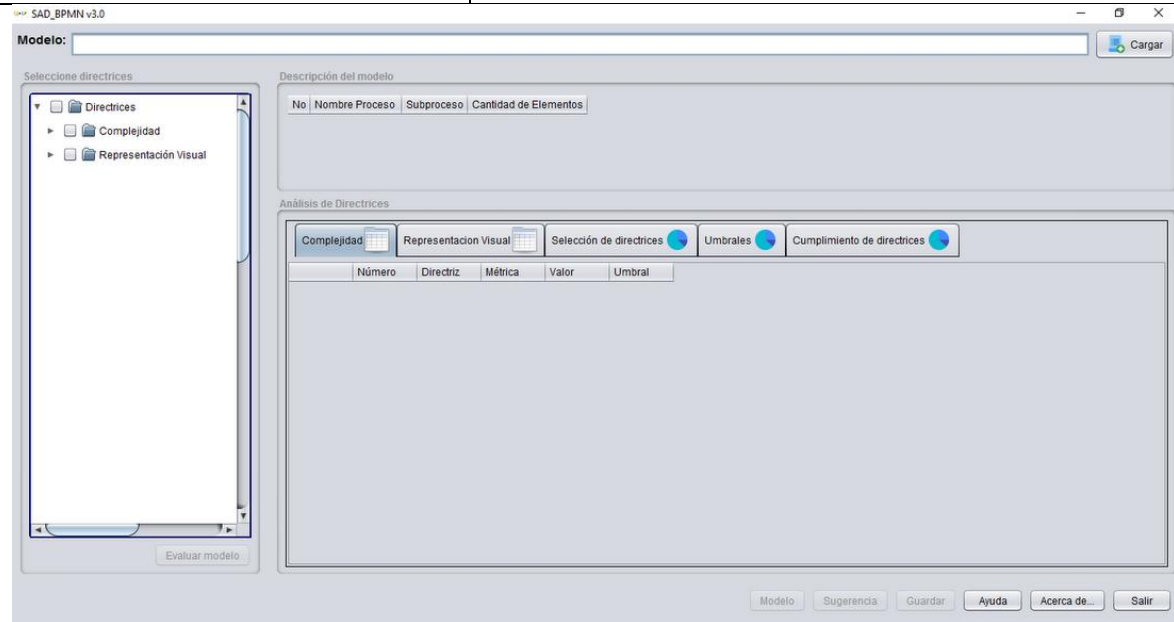 SAD_BPMN v3.0
Modelo:
Cargar
Seleccione directrices
Directrices
Complejidad
Representación Visual
Evaluar modelo
Descripción del modelo
No Nombre Proceso Subproceso Cantidad de Elementos
Análisis de Directrices
Complejidad Representacion Visual Selección de directrices Umbrales Cumplimiento de directrices
Número Directriz Métrica Valor Umbral
Modelo Sugerencia Guardar Ayuda Acerca de... Salir